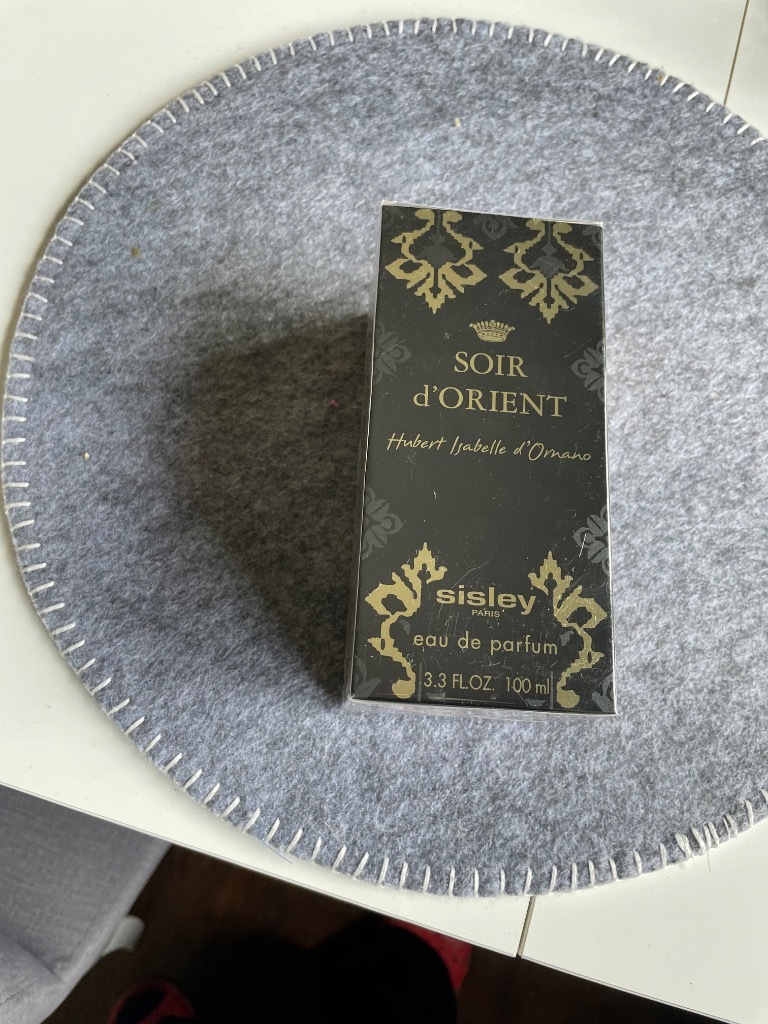 SOIR
d'ORIENT
Hubert Isabelle d'Ornano
sisley
PARIS
eau de parfum
3.3 FL.OZ. 100 ml